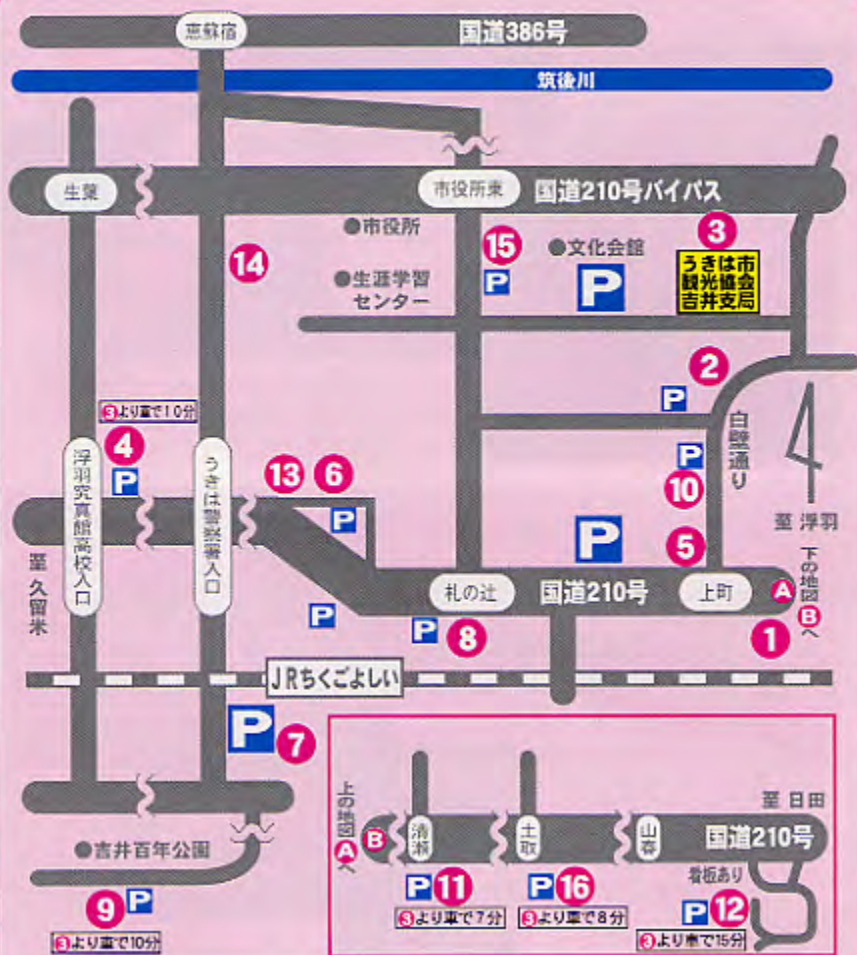 恵蘇宿
国道386号
筑後川
生葉
市役所東
国道210号バイパス
●市役所
⑮
P
●文化会館
P
③
うきは市
観光協会
吉井支局
⑭
●生涯学習
センター
②
P
白壁通り
③より車で10分
④
P
浮羽究真館高校入口
うきは警察署入口
⑬
⑥
P
P
⑩
至 浮羽
⑤
P
至 久留米
札の辻
国道210号
上町
A
下の地図Bへ
①
P
P
⑧
JRちくごよしい
P
⑦
●吉井百年公園
⑨
P
③より車で10分
上の地図Aへ
B
清瀬
土取
山春
至 日田
国道210号
看板あり
P
⑪
③より車で7分
P
⑯
③より車で8分
P
⑫
③より車で15分